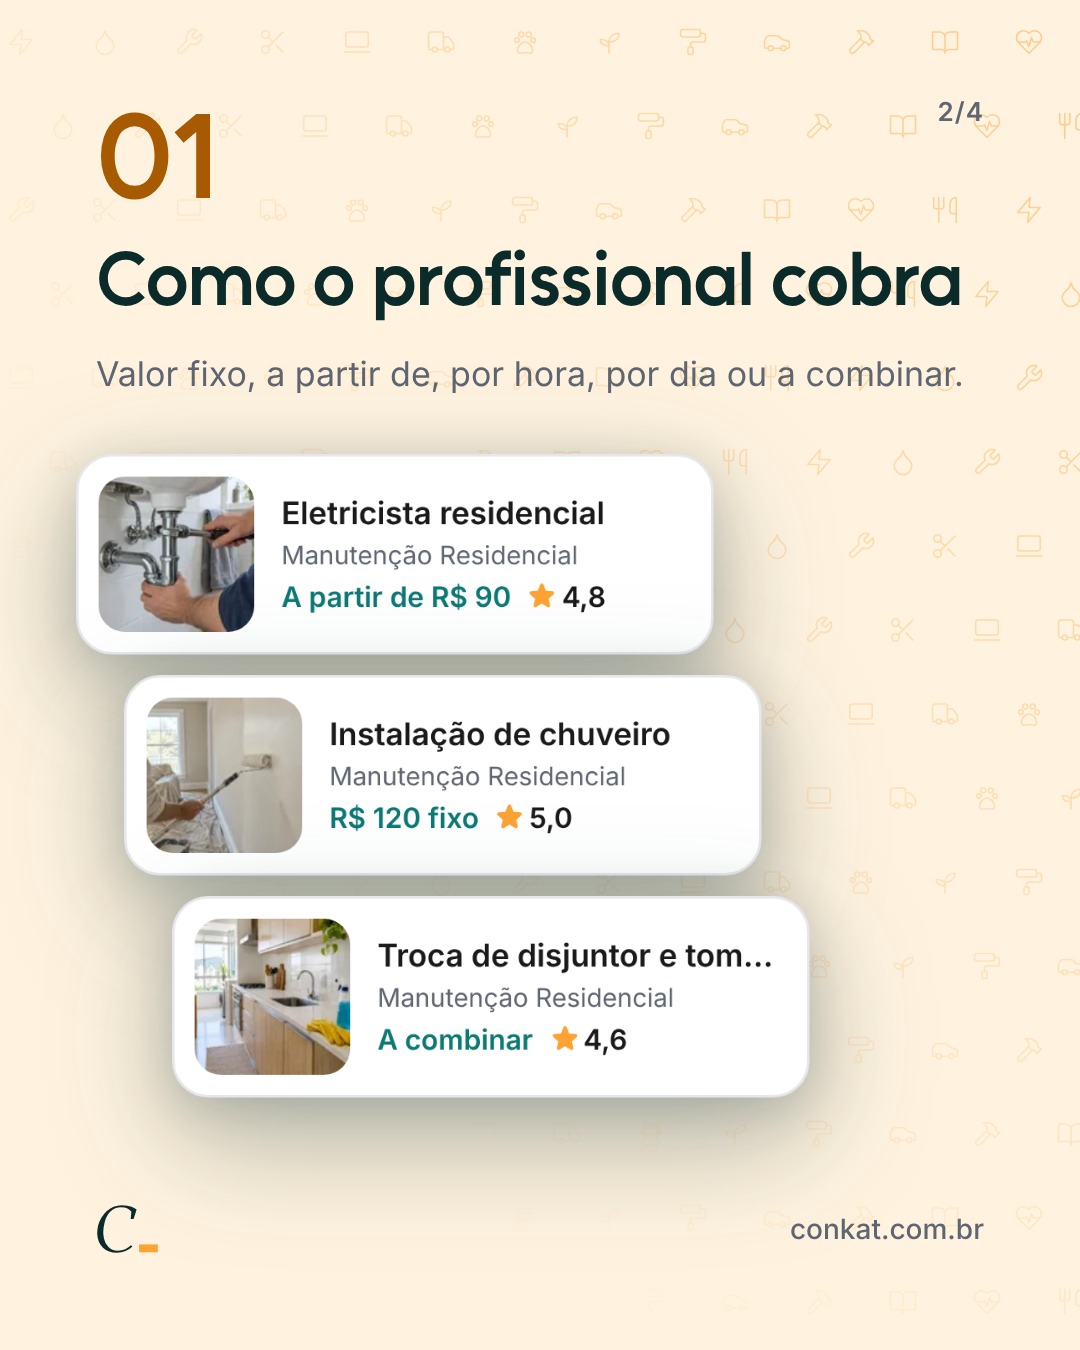 2/4
01
Como o profissional cobra
Valor fixo, a partir de, por hora, por dia ou a combinar.
Eletricista residencial
Manutenção Residencial
A partir de R$ 90 4,8
Instalação de chuveiro
Manutenção Residencial
R$ 120 fixo 5,0
Troca de disjuntor e tom...
Manutenção Residencial
A combinar 4,6
C_
conkat.com.br